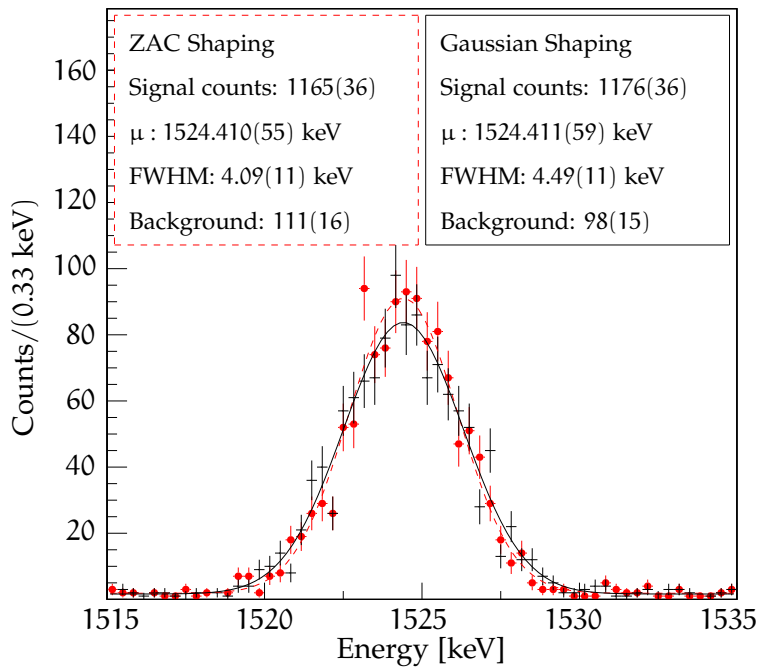 ZAC Shaping
Signal counts: 1165(36)
μ : 1524.410(55) keV
FWHM: 4.09(11) keV
Background: 111(16)
Gaussian Shaping
Signal counts: 1176(36)
μ : 1524.411(59) keV
FWHM: 4.49(11) keV
Background: 98(15)
Counts/(0.33 keV)
160
140
120
100
80
60
40
20
1515
1520
1525
1530
1535
Energy [keV]